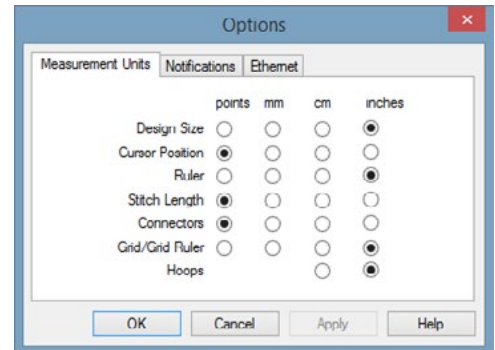 Options
Measurement Units Notifications Ethernet
points mm cm inches
Design Size
Cursor Position
Ruler
Stitch Length
Connectors
Grid/Grid Ruler
Hoops
OK Cancel Apply Help